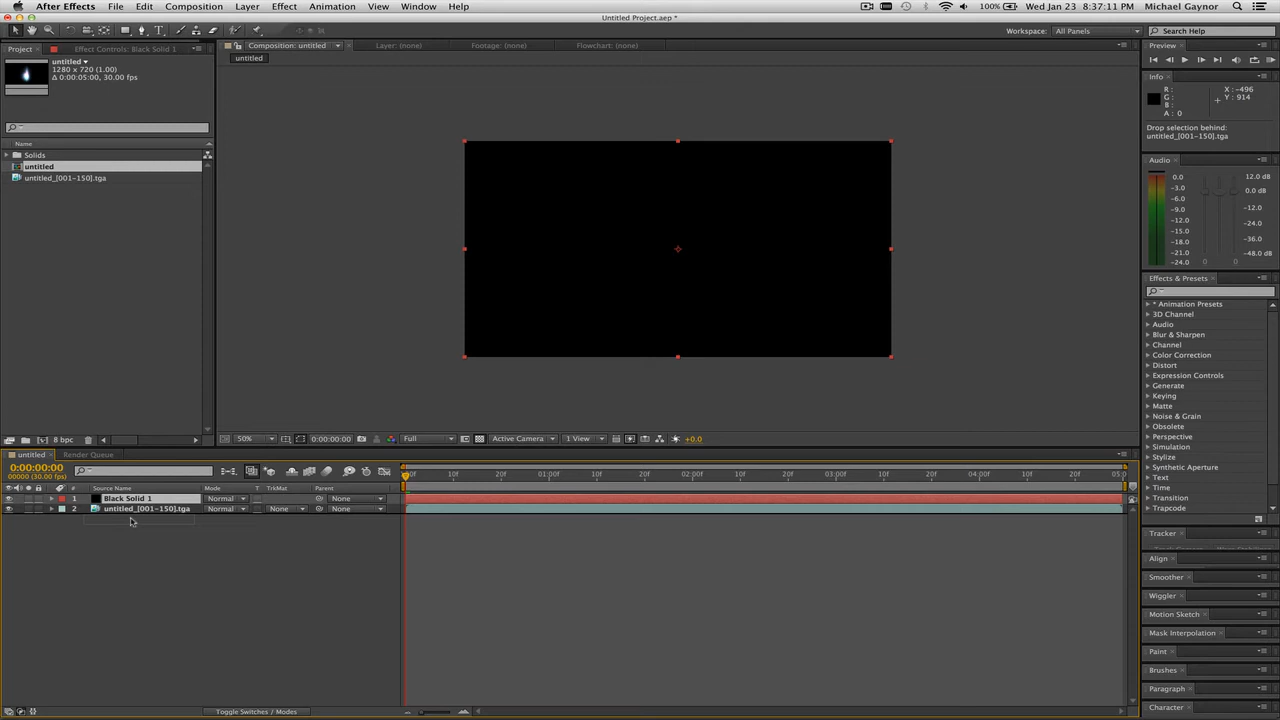 After Effects File Edit Composition Layer Effect Animation View Window Help 100% Wed Jan 23 8:37:11 PM Michael Gaynor
Untitled Project.aep *
Workspace: All Panels Search Help
Project Effect Controls: Black Solid 1 Composition: untitled Layer: (none) Footage: (none) Flowchart: (none) Preview
untitled
untitled
1280 x 720 (1.00)
Δ 0:00:05:00, 30.00 fps
Name
Solids
untitled
untitled_[001-150].tga
8 bpc
50% 0:00:00:00 Full Active Camera 1 View +0.0
Info
R :
G :
B :
A : 0
X : -496
Y : 914
Drop selection behind:
untitled_[001-150].tga
Audio
0.0
-3.0
-6.0
-9.0
-12.0
-15.0
-18.0
-21.0
-24.0
12.0 dB
0.0 dB
-12.0
-24.0
-36.0
-48.0 dB
0 0
Effects & Presets
* Animation Presets
3D Channel
Audio
Blur & Sharpen
Channel
Color Correction
Distort
Expression Controls
Generate
Keying
Matte
Noise & Grain
Obsolete
Perspective
Simulation
Stylize
Synthetic Aperture
Text
Time
Transition
Trapcode
Tracker
Align
Smoother
Wiggler
Motion Sketch
Mask Interpolation
Paint
Brushes
Paragraph
Character
untitled Render Queue
0:00:00:00
00000 (30.00 fps)
10f 20f 01:00f 10f 20f 02:00f 10f 20f 03:00f 10f 20f 04:00f 10f 20f
# Source Name Mode T TrkMat Parent
1 Black Solid 1 Normal None
2 untitled_[001-150].tga Normal None None
Toggle Switches / Modes